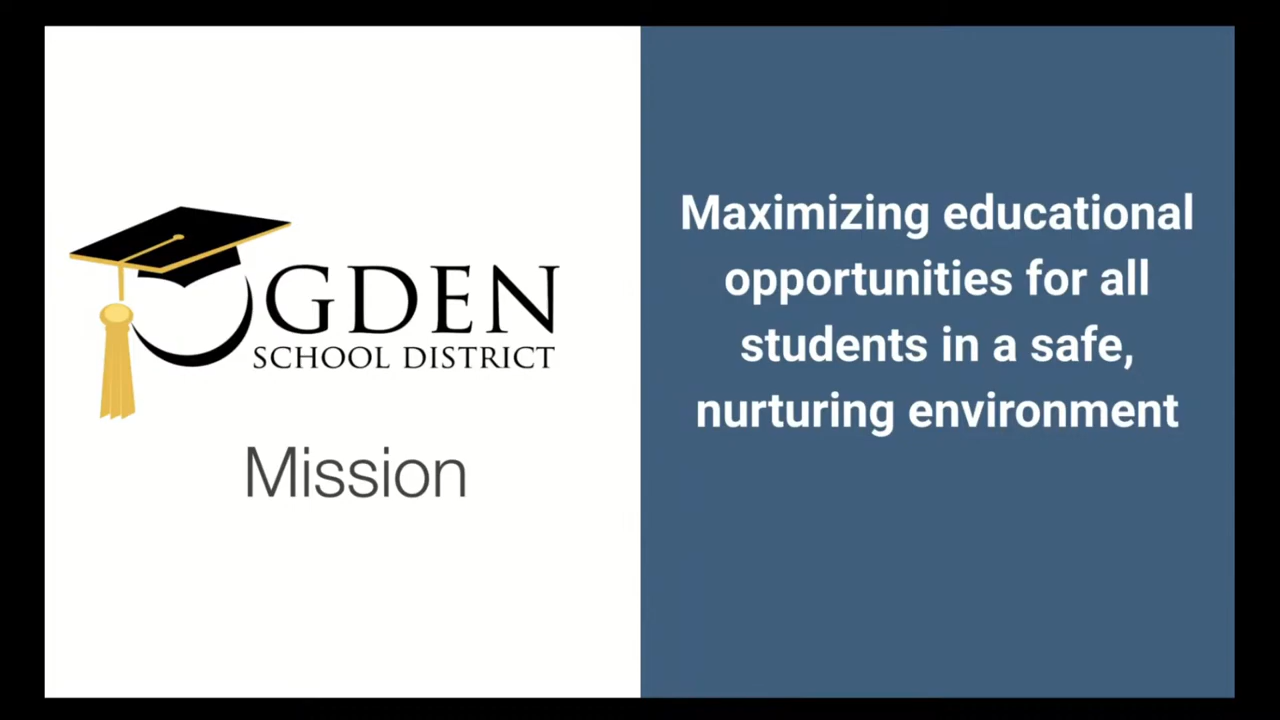 OGDEN
SCHOOL DISTRICT
Mission
Maximizing educational
opportunities for all
students in a safe,
nurturing environment